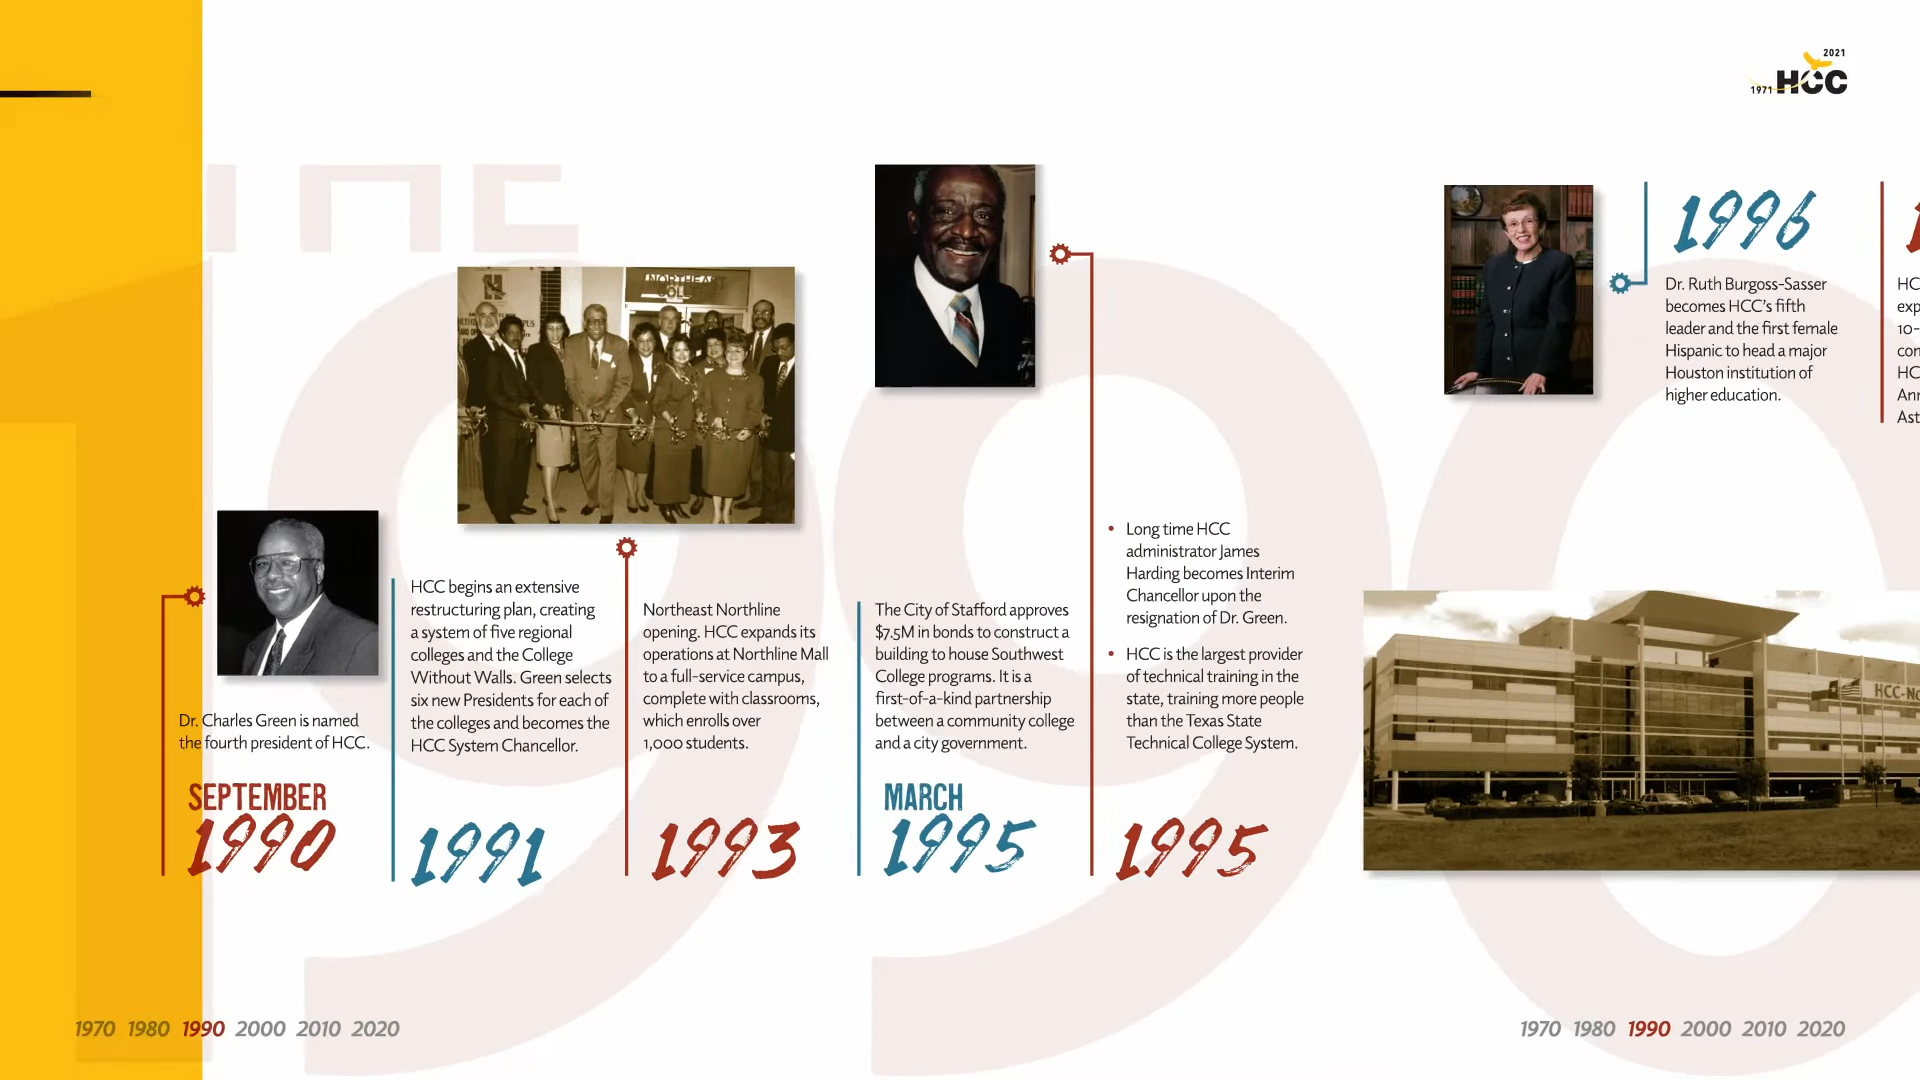 2021
1971 HCC
NORTHEAST
Dr. Charles Green is named
the fourth president of HCC.
SEPTEMBER
1990
HCC begins an extensive
restructuring plan, creating
a system of five regional
colleges and the College
Without Walls. Green selects
six new Presidents for each of
the colleges and becomes the
HCC System Chancellor.
1991
Northeast Northline
opening. HCC expands its
operations at Northline Mall
to a full-service campus,
complete with classrooms,
which enrolls over
1,000 students.
1993
The City of Stafford approves
$7.5M in bonds to construct a
building to house Southwest
College programs. It is a
first-of-a-kind partnership
between a community college
and a city government.
MARCH
1995
• Long time HCC
administrator James
Harding becomes Interim
Chancellor upon the
resignation of Dr. Green.
• HCC is the largest provider
of technical training in the
state, training more people
than the Texas State
Technical College System.
1995
1996
Dr. Ruth Burgoss-Sasser
becomes HCC's fifth
leader and the first female
Hispanic to head a major
Houston institution of
higher education.
HCC-No
1990
1970 1980 1990 2000 2010 2020
1970 1980 1990 2000 2010 2020